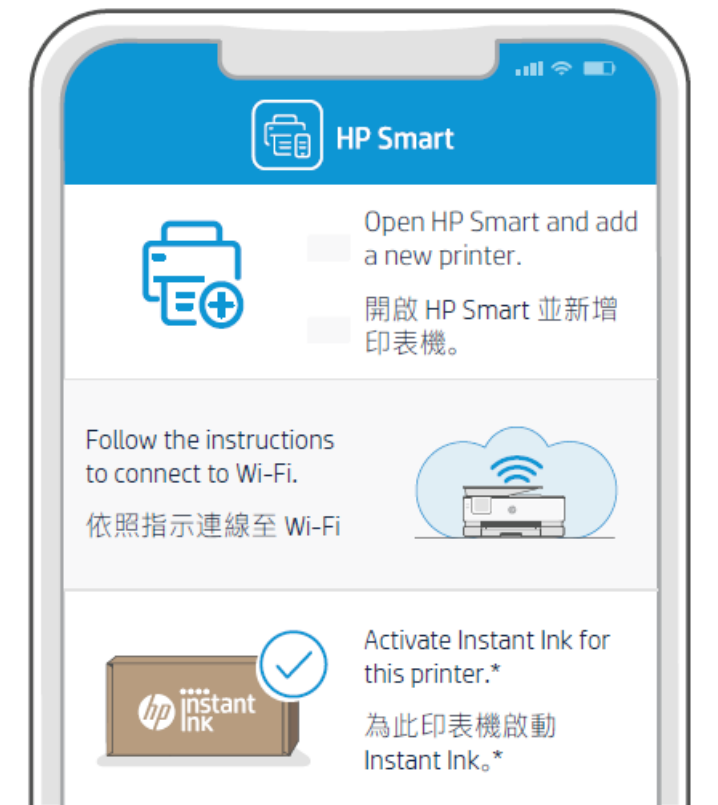 HP Smart
Open HP Smart and add
a new printer.
開啟 HP Smart 並新增
印表機。
Follow the instructions
to connect to Wi-Fi.
依照指示連線至 Wi-Fi
hp instant
INK
Activate Instant Ink for
this printer.*
為此印表機啟動
Instant Ink。*